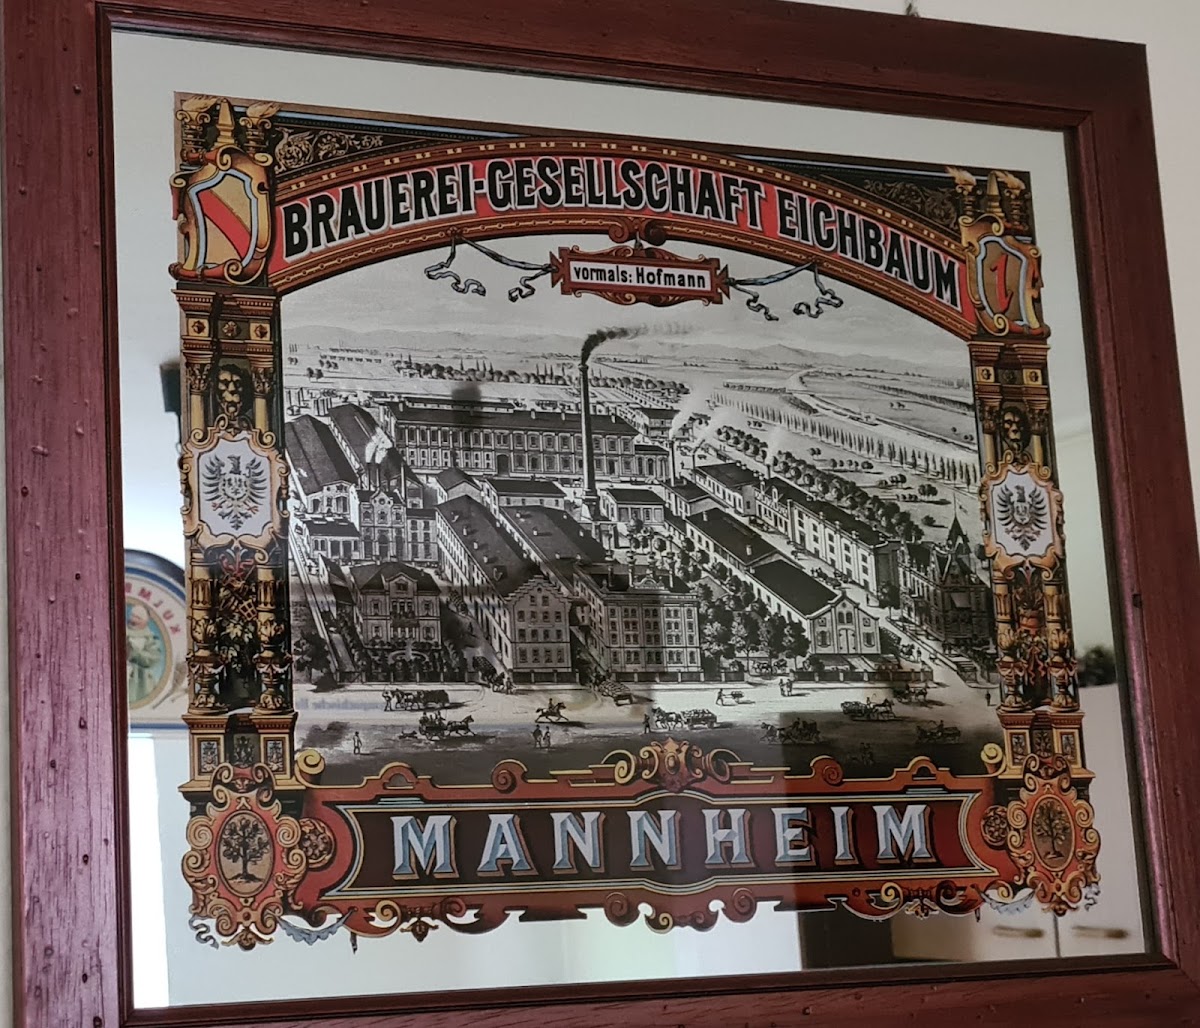 BRAUEREI-GESELLSCHAFT EICHBAUM
vormals: Hofmann
MANNHEIM